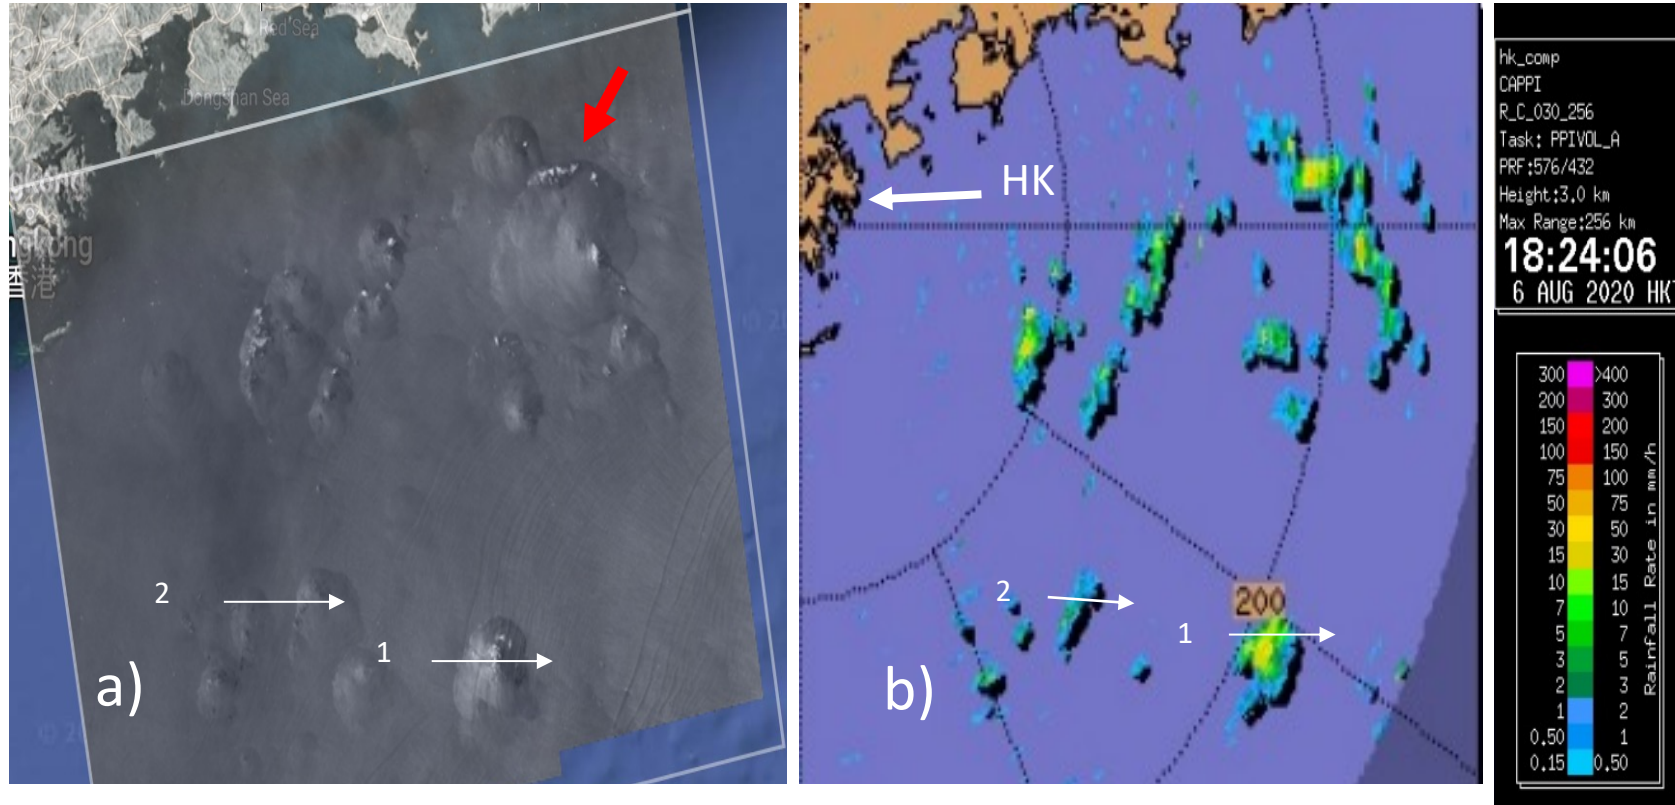 Red Sea
Dongshan Sea
ngkong
ngkong
香港
2
1
a)
HK
200
2
1
b)
hk_comp
CAPPI
R_C_030_256
Task: PPIVOL_A
PRF:576/432
Height:3.0 km
Max Range:256 km
18:24:06
6 AUG 2020 HKT
300 >400
200 300
150 200
100 150
75 100
50 75
30 50
15 30
10 15
7 10
5 7
3 5
2 3
1 2
0.50 1
0.15 0.50
Rainfall Rate in mm/h